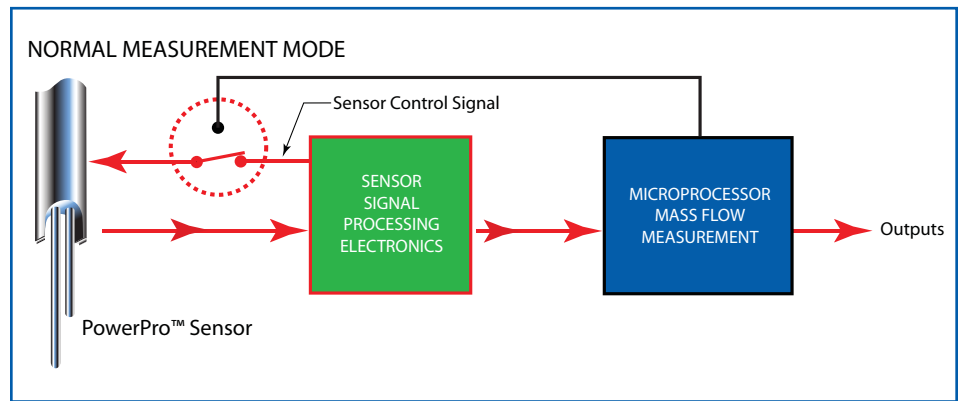 NORMAL MEASUREMENT MODE
Sensor Control Signal
SENSOR
SIGNAL
PROCESSING
ELECTRONICS
MICROPROCESSOR
MASS FLOW
MEASUREMENT
Outputs
PowerPro™ Sensor